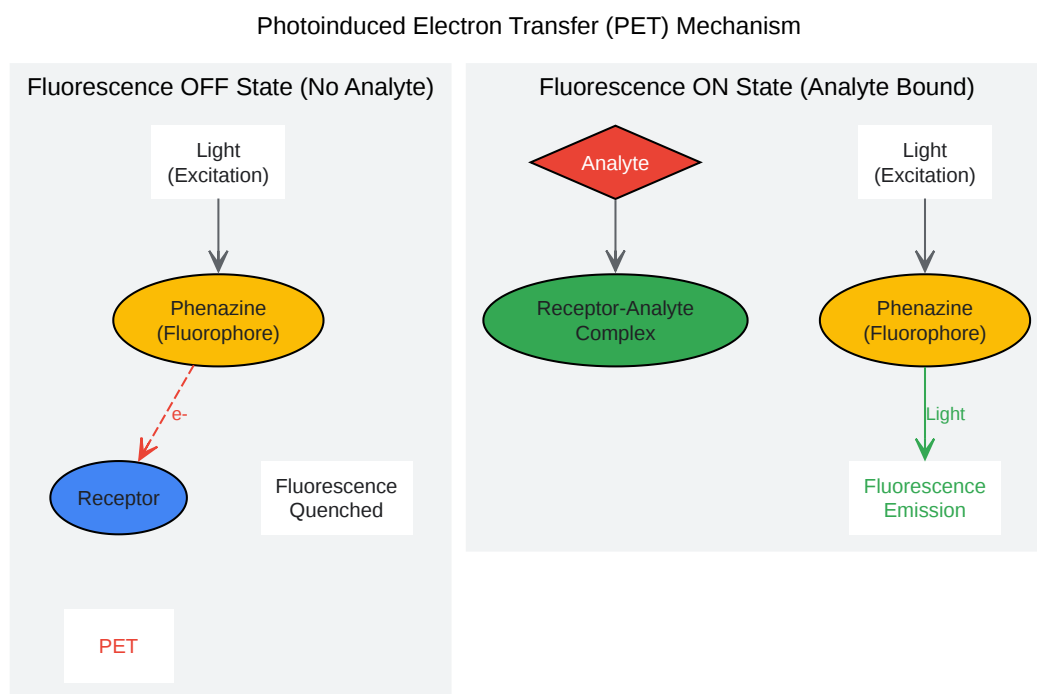 Photoinduced Electron Transfer (PET) Mechanism
Fluorescence OFF State (No Analyte)
Light
(Excitation)
Phenazine
(Fluorophore)
e-
Receptor
Fluorescence
Quenched
PET
Fluorescence ON State (Analyte Bound)
Analyte
Receptor-Analyte
Complex
Light
(Excitation)
Phenazine
(Fluorophore)
Light
Fluorescence
Emission